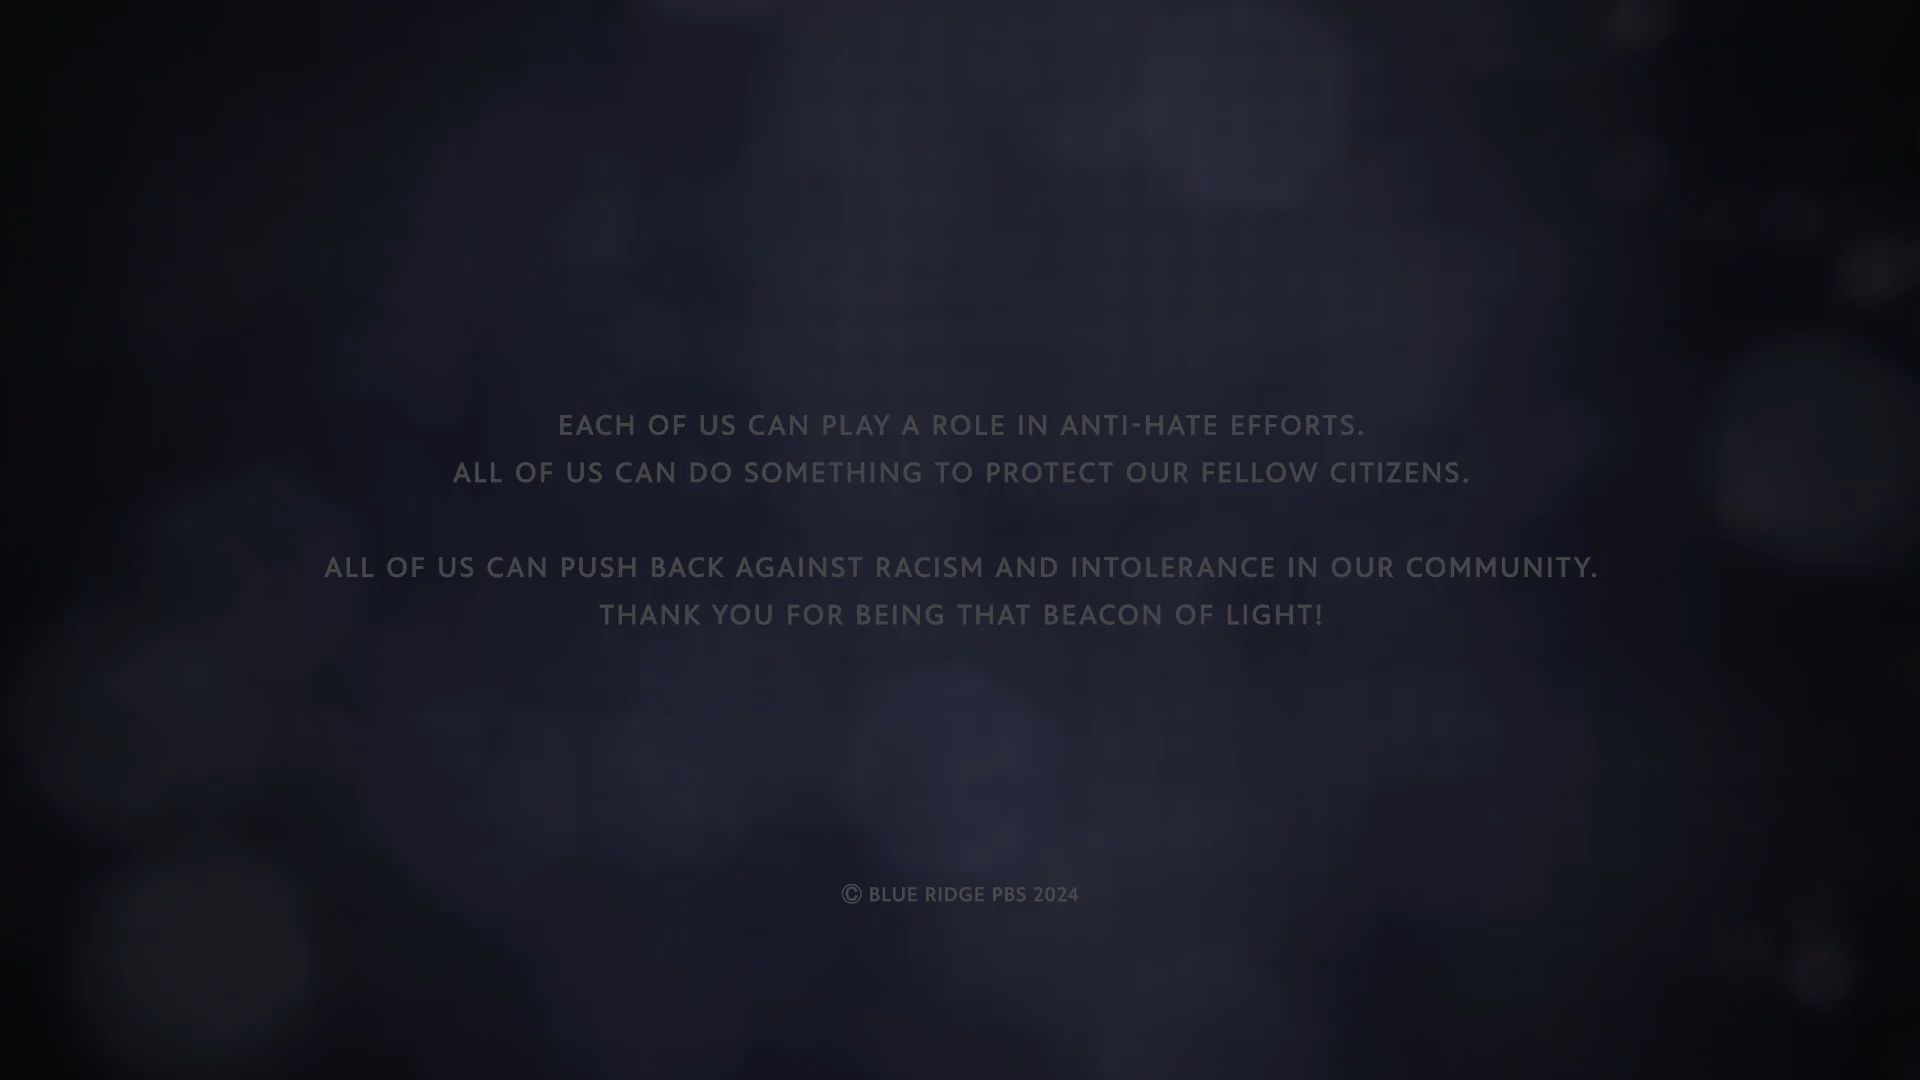 EACH OF US CAN PLAY A ROLE IN ANTI-HATE EFFORTS.
ALL OF US CAN DO SOMETHING TO PROTECT OUR FELLOW CITIZENS.
ALL OF US CAN PUSH BACK AGAINST RACISM AND INTOLERANCE IN OUR COMMUNITY.
THANK YOU FOR BEING THAT BEACON OF LIGHT!
© BLUE RIDGE PBS 2024